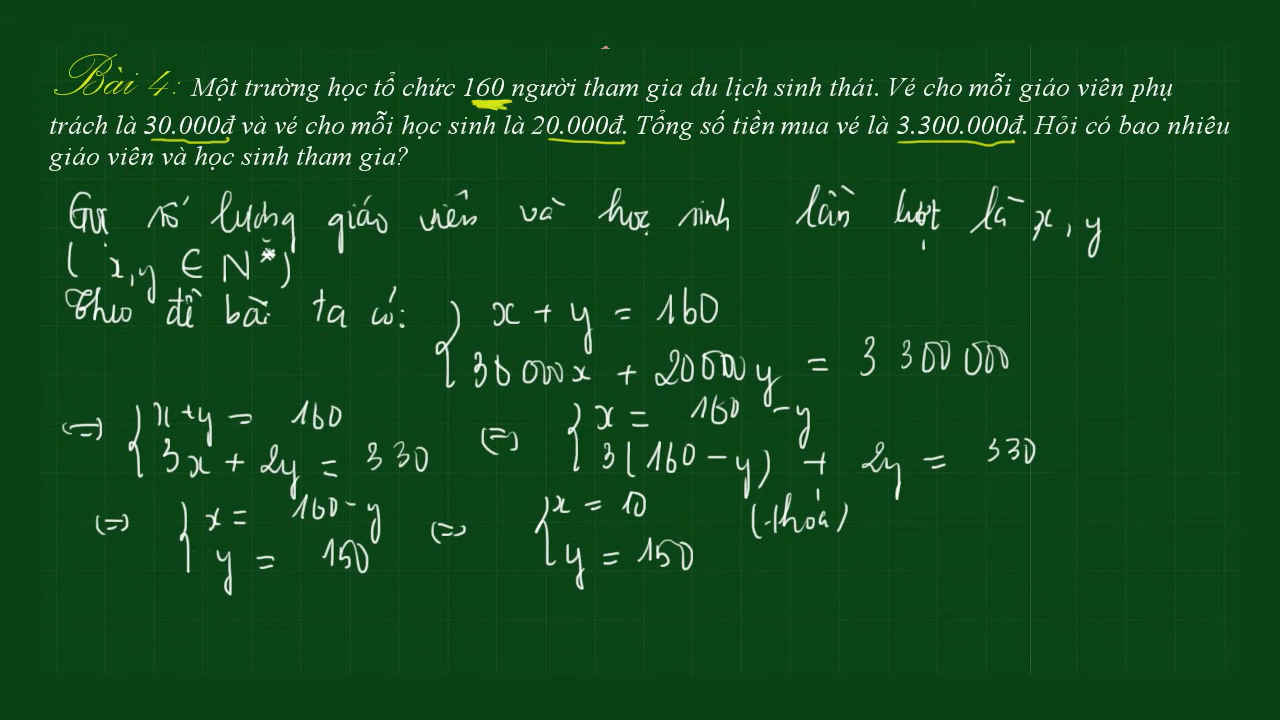 Bài 4: Một trường học tổ chức 160 người tham gia du lịch sinh thái. Vé cho mỗi giáo viên phụ
trách là 30.000đ và vé cho mỗi học sinh là 20.000đ. Tổng số tiền mua vé là 3.300.000đ. Hỏi có bao nhiêu
giáo viên và học sinh tham gia?
Gọi số lượng giáo viên và học sinh lần lượt là x, y
(x, y ∈ N*)
Theo đề bài ta có: { x + y = 160
30000x + 20000y = 3300000
⇔ { x + y = 160 ⇔ { x = 160 - y
3x + 2y = 330 3(160 - y) + 2y = 330
⇔ { x = 160 - y ⇔ { x = 10 (thỏa)
y = 150 y = 150